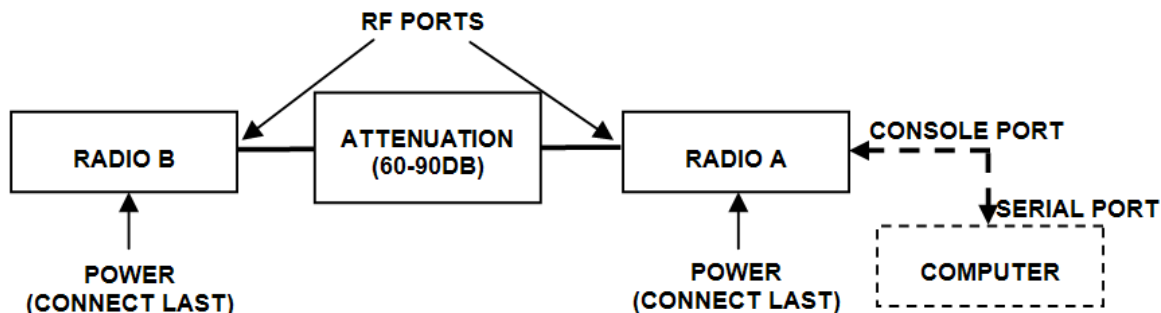 RF PORTS
RADIO B
ATTENUATION
(60-90DB)
RADIO A
CONSOLE PORT
SERIAL PORT
COMPUTER
POWER
(CONNECT LAST)
POWER
(CONNECT LAST)